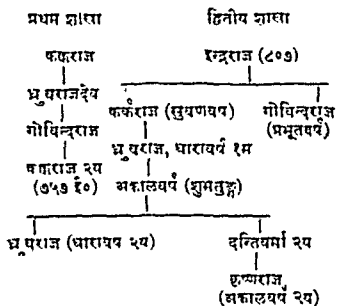 प्रथम शाखा द्वितीय शाखा
कर्कराज इन्द्रराज (८०७)
ध्रुवराजदेव
कर्कराज (सुवर्णवर्ष) गोविन्दराज
गोविन्दराज (प्रभूतवर्ष)
ध्रुवराज, धारावर्ष १म
कर्कराज २य
(७५७ ई०) अकालवर्ष (शुभतुङ्ग)
ध्रुवराज (धारावर्ष २य) दन्तिवर्मा २य
कृष्णराज
(अकालवर्ष २य)